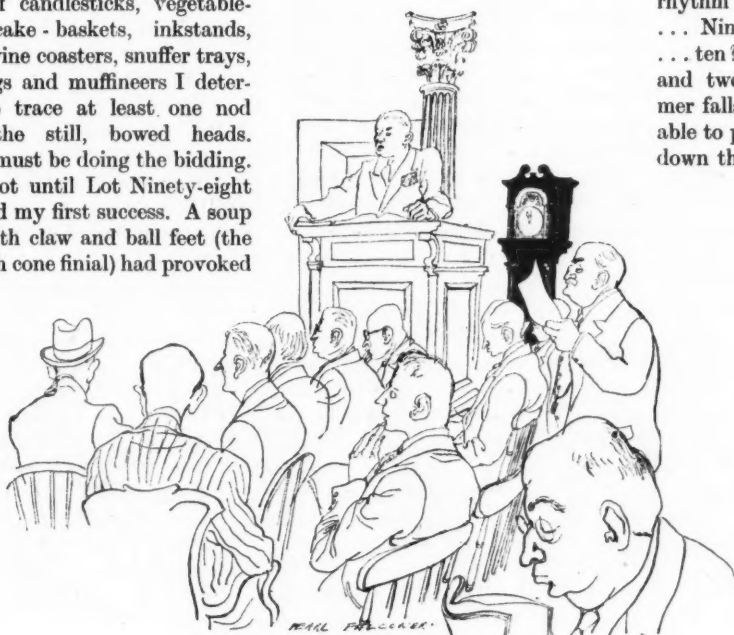 f candlesticks, vegetable-
cake - baskets, inkstands,
vine coasters, snuffer trays,
gs and muffineers I deter-
trace at least one nod
the still, bowed heads.
must be doing the bidding.
ot until Lot Ninety-eight
d my first success. A soup
th claw and ball feet (the
n cone finial) had provoked
rhythm
... Nin
... ten ?
and two
mer falls
able to p
down th
PEARL FALCONER.